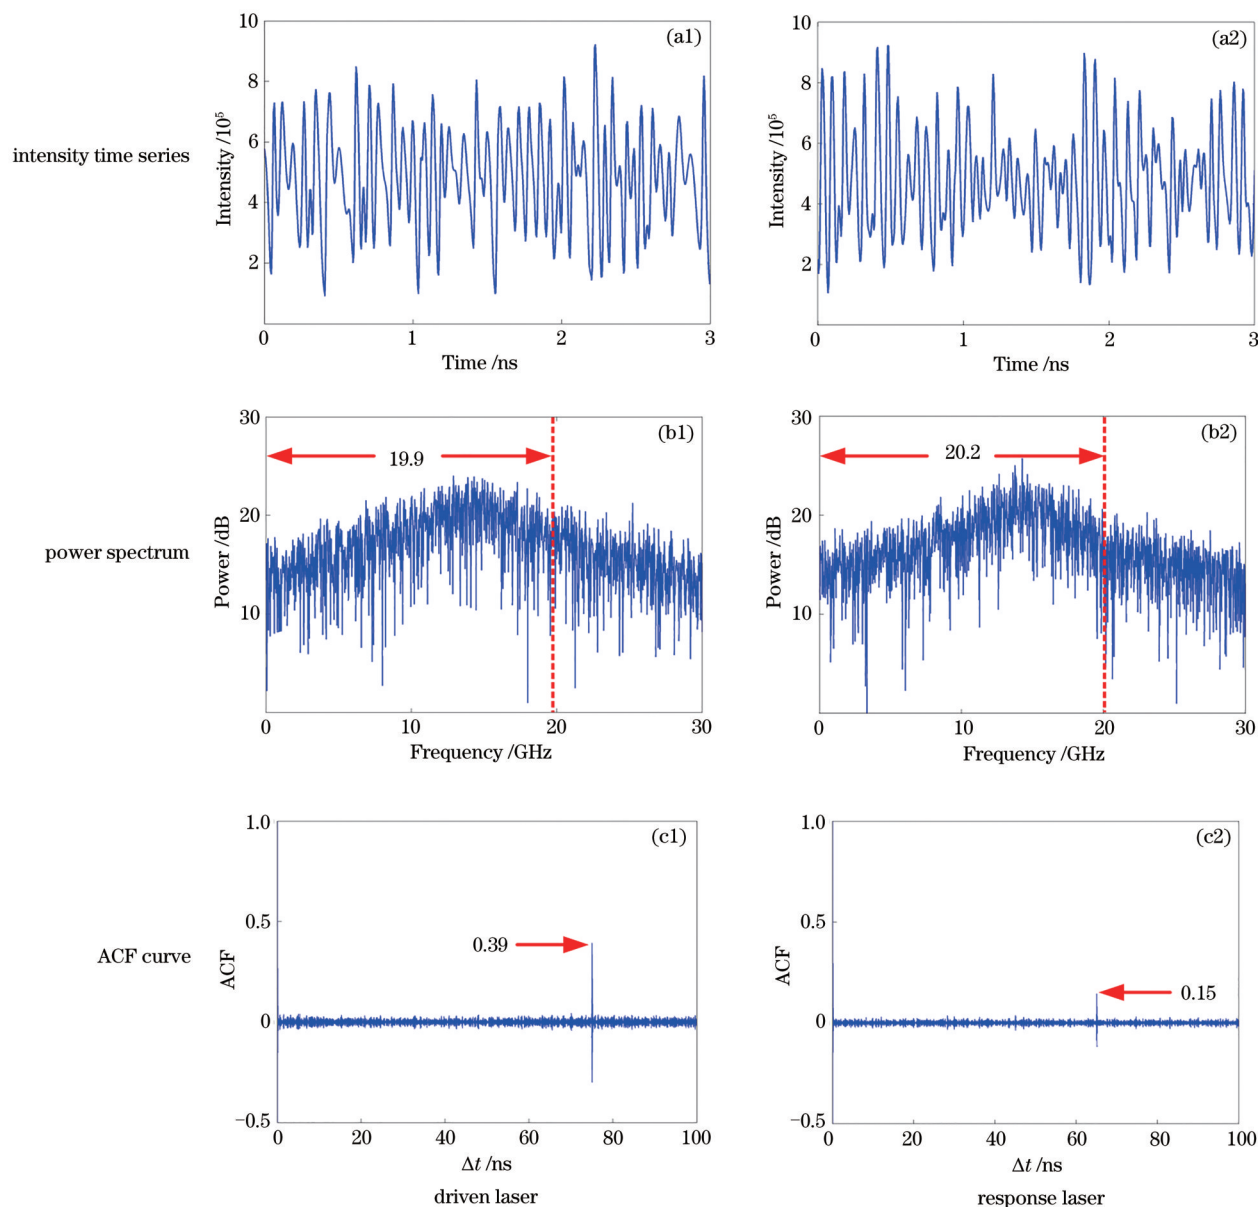 intensity time series
Intensity /10⁵
10
8
6
4
2
(a1)
0
1
2
3
Time /ns
Intensity /10⁵
10
8
6
4
2
(a2)
0
1
2
3
Time /ns
power spectrum
Power /dB
30
20
10
19.9
(b1)
0
10
20
30
Frequency /GHz
Power /dB
30
20
10
20.2
(b2)
0
10
20
30
Frequency /GHz
ACF curve
ACF
1.0
0.5
0
−0.5
0.39
(c1)
0
20
40
60
80
100
Δt /ns
driven laser
ACF
1.0
0.5
0
−0.5
0.15
(c2)
0
20
40
60
80
100
Δt /ns
response laser